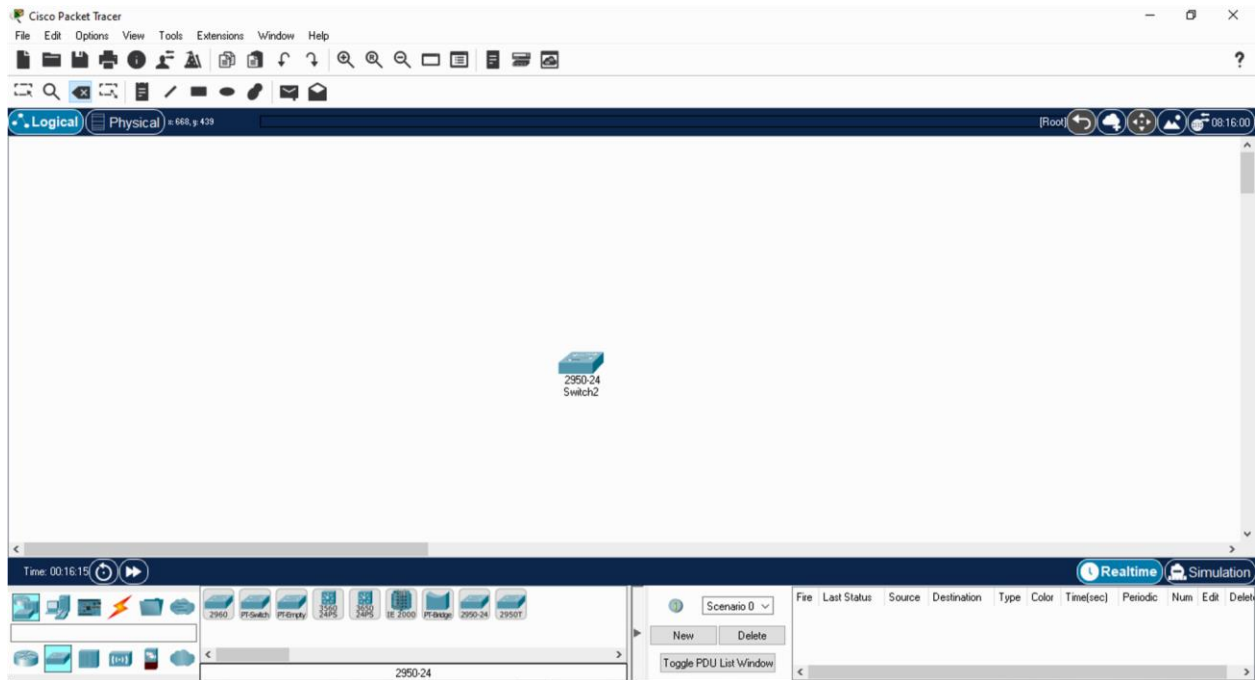 Cisco Packet Tracer
File Edit Options View Tools Extensions Window Help
?
Logical Physical x: 668, y: 439 [Root] 08:16:00
2950-24
Switch2
Time: 00:16:15 Realtime Simulation
2960 PT-Switch PT-Empty 3560 24PS 3650 24PS IE 2000 PT-Bridge 2950-24 2950T
Scenario 0
Fire Last Status Source Destination Type Color Time(sec) Periodic Num Edit Delete
New Delete
Toggle PDU List Window
2950-24